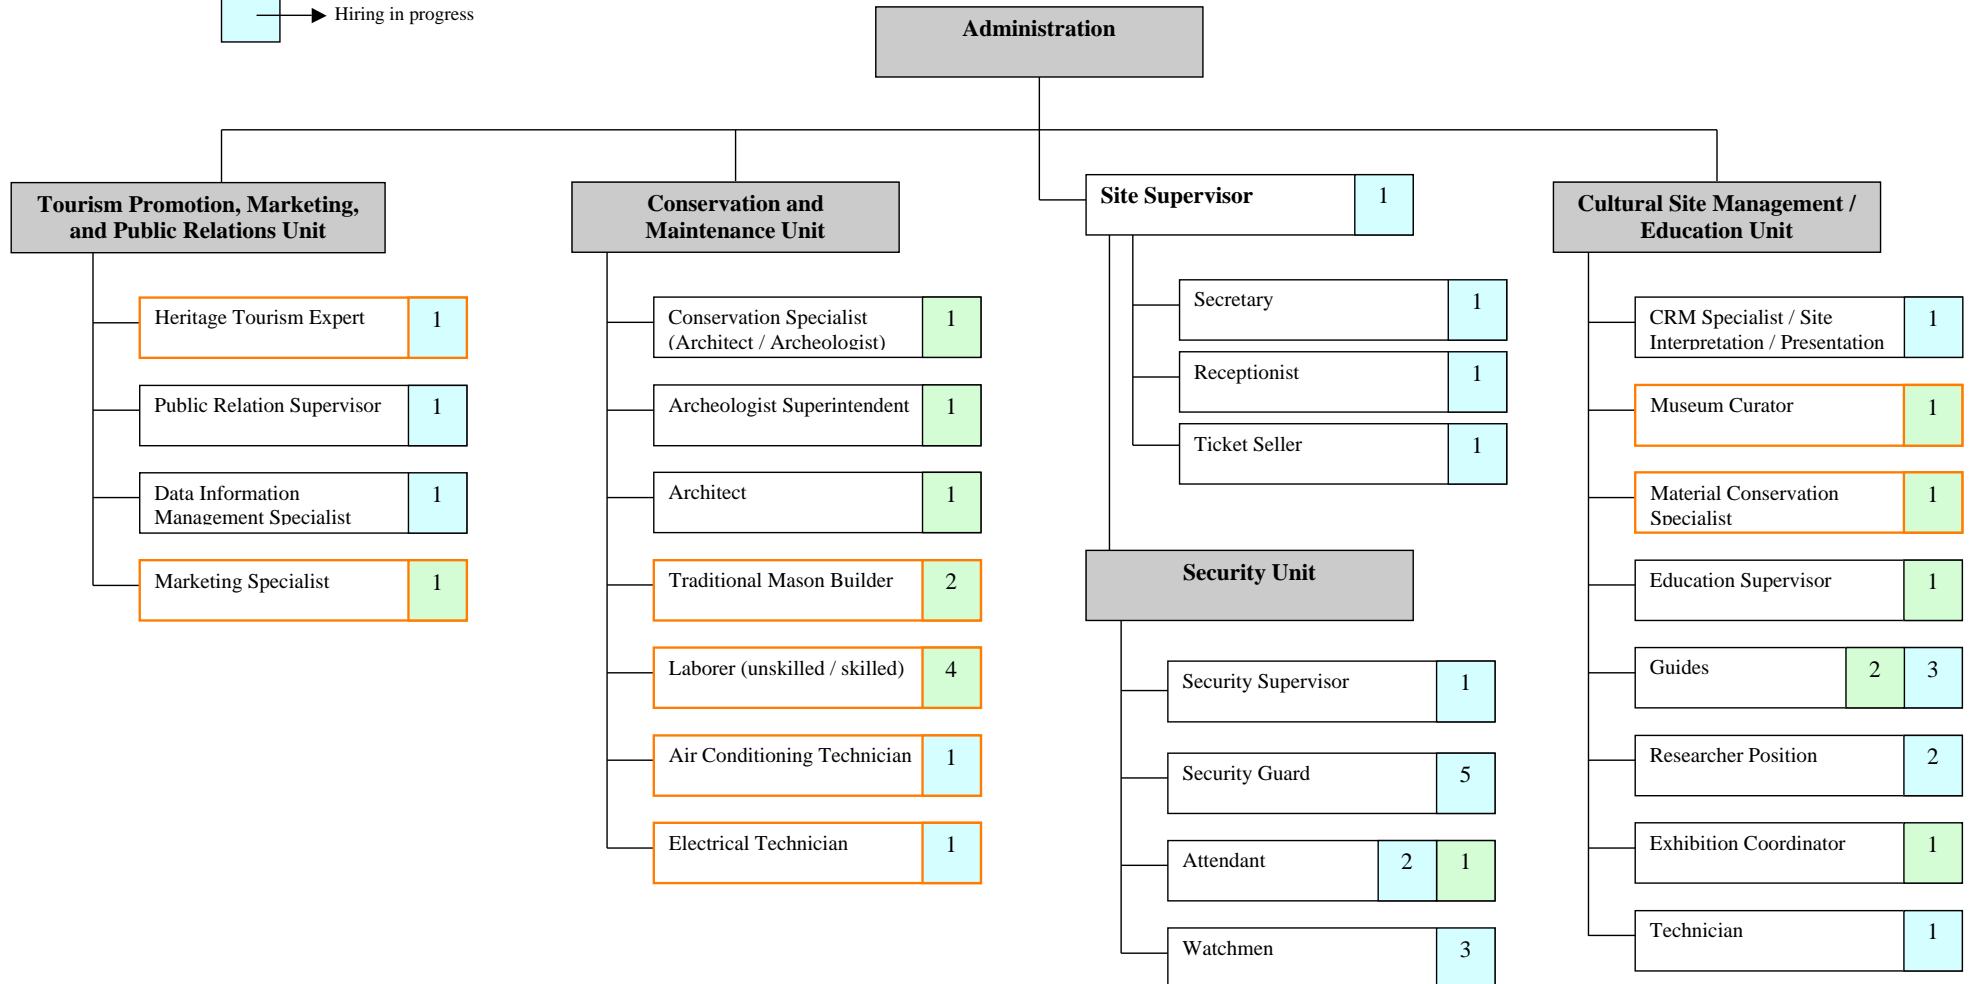 Hiring in progress
Administration
Tourism Promotion, Marketing,
and Public Relations Unit
Heritage Tourism Expert 1
Public Relation Supervisor 1
Data Information 1
Management Specialist
Marketing Specialist 1
Conservation and
Maintenance Unit
Conservation Specialist 1
(Architect / Archeologist)
Archeologist Superintendent 1
Architect 1
Traditional Mason Builder 2
Laborer (unskilled / skilled) 4
Air Conditioning Technician 1
Electrical Technician 1
Site Supervisor 1
Secretary 1
Receptionist 1
Ticket Seller 1
Security Unit
Security Supervisor 1
Security Guard 5
Attendant 2 1
Watchmen 3
Cultural Site Management /
Education Unit
CRM Specialist / Site 1
Interpretation / Presentation
Museum Curator 1
Material Conservation 1
Specialist
Education Supervisor 1
Guides 2 3
Researcher Position 2
Exhibition Coordinator 1
Technician 1